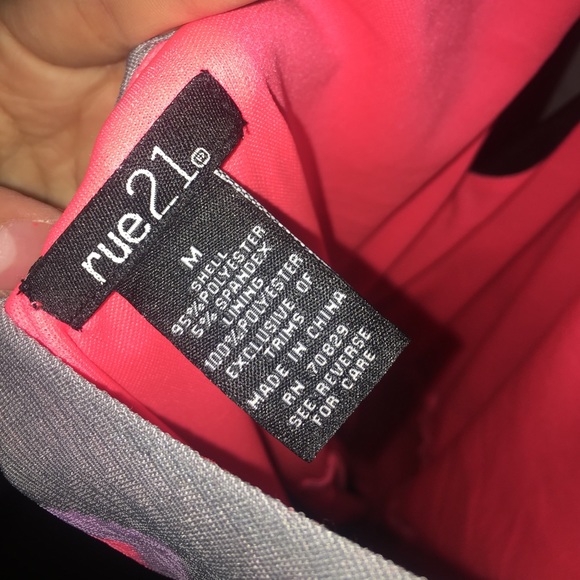 rue21®
M
SHELL
95%POLYESTER
5% SPANDEX
LINING
100%POLYESTER
EXCLUSIVE OF
TRIMS
MADE IN CHINA
RN 70829
SEE REVERSE
FOR CARE